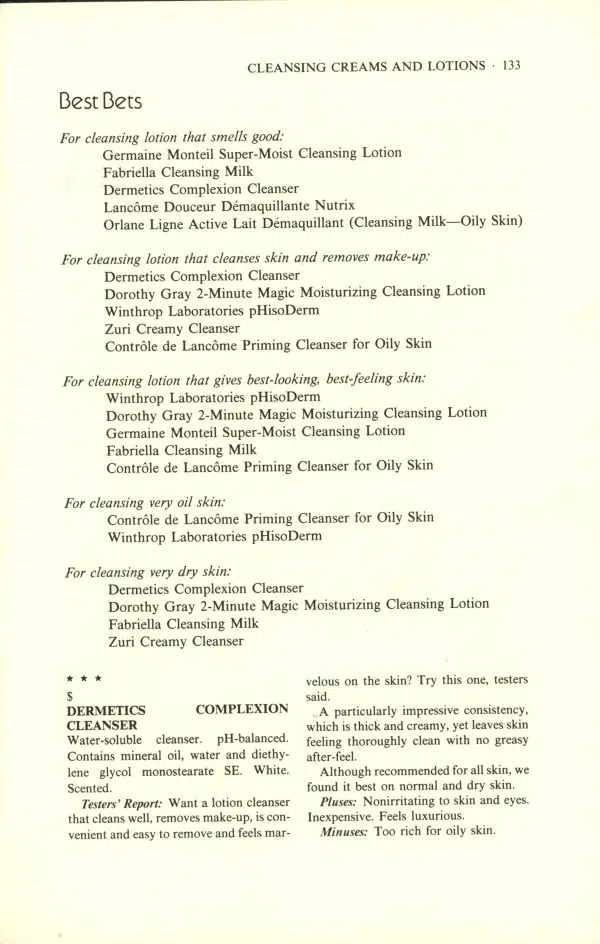 CLEANSING CREAMS AND LOTIONS · 133
Best Bets
For cleansing lotion that smells good:
Germaine Monteil Super-Moist Cleansing Lotion
Fabriella Cleansing Milk
Dermetics Complexion Cleanser
Lancôme Douceur Démaquillante Nutrix
Orlane Ligne Active Lait Démaquillant (Cleansing Milk—Oily Skin)
For cleansing lotion that cleanses skin and removes make-up:
Dermetics Complexion Cleanser
Dorothy Gray 2-Minute Magic Moisturizing Cleansing Lotion
Winthrop Laboratories pHisoDerm
Zuri Creamy Cleanser
Contrôle de Lancôme Priming Cleanser for Oily Skin
For cleansing lotion that gives best-looking, best-feeling skin:
Winthrop Laboratories pHisoDerm
Dorothy Gray 2-Minute Magic Moisturizing Cleansing Lotion
Germaine Monteil Super-Moist Cleansing Lotion
Fabriella Cleansing Milk
Contrôle de Lancôme Priming Cleanser for Oily Skin
For cleansing very oil skin:
Contrôle de Lancôme Priming Cleanser for Oily Skin
Winthrop Laboratories pHisoDerm
For cleansing very dry skin:
Dermetics Complexion Cleanser
Dorothy Gray 2-Minute Magic Moisturizing Cleansing Lotion
Fabriella Cleansing Milk
Zuri Creamy Cleanser
★ ★ ★
$
DERMETICS COMPLEXION
CLEANSER
Water-soluble cleanser. pH-balanced.
Contains mineral oil, water and diethy-
lene glycol monostearate SE. White.
Scented.
Testers' Report: Want a lotion cleanser
that cleans well, removes make-up, is con-
venient and easy to remove and feels mar-
velous on the skin? Try this one, testers
said.
A particularly impressive consistency,
which is thick and creamy, yet leaves skin
feeling thoroughly clean with no greasy
after-feel.
Although recommended for all skin, we
found it best on normal and dry skin.
Pluses: Nonirritating to skin and eyes.
Inexpensive. Feels luxurious.
Minuses: Too rich for oily skin.